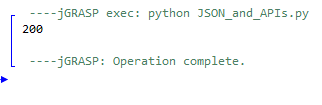 ----jGRASP exec: python JSON_and_APIs.py
200
----jGRASP: Operation complete.